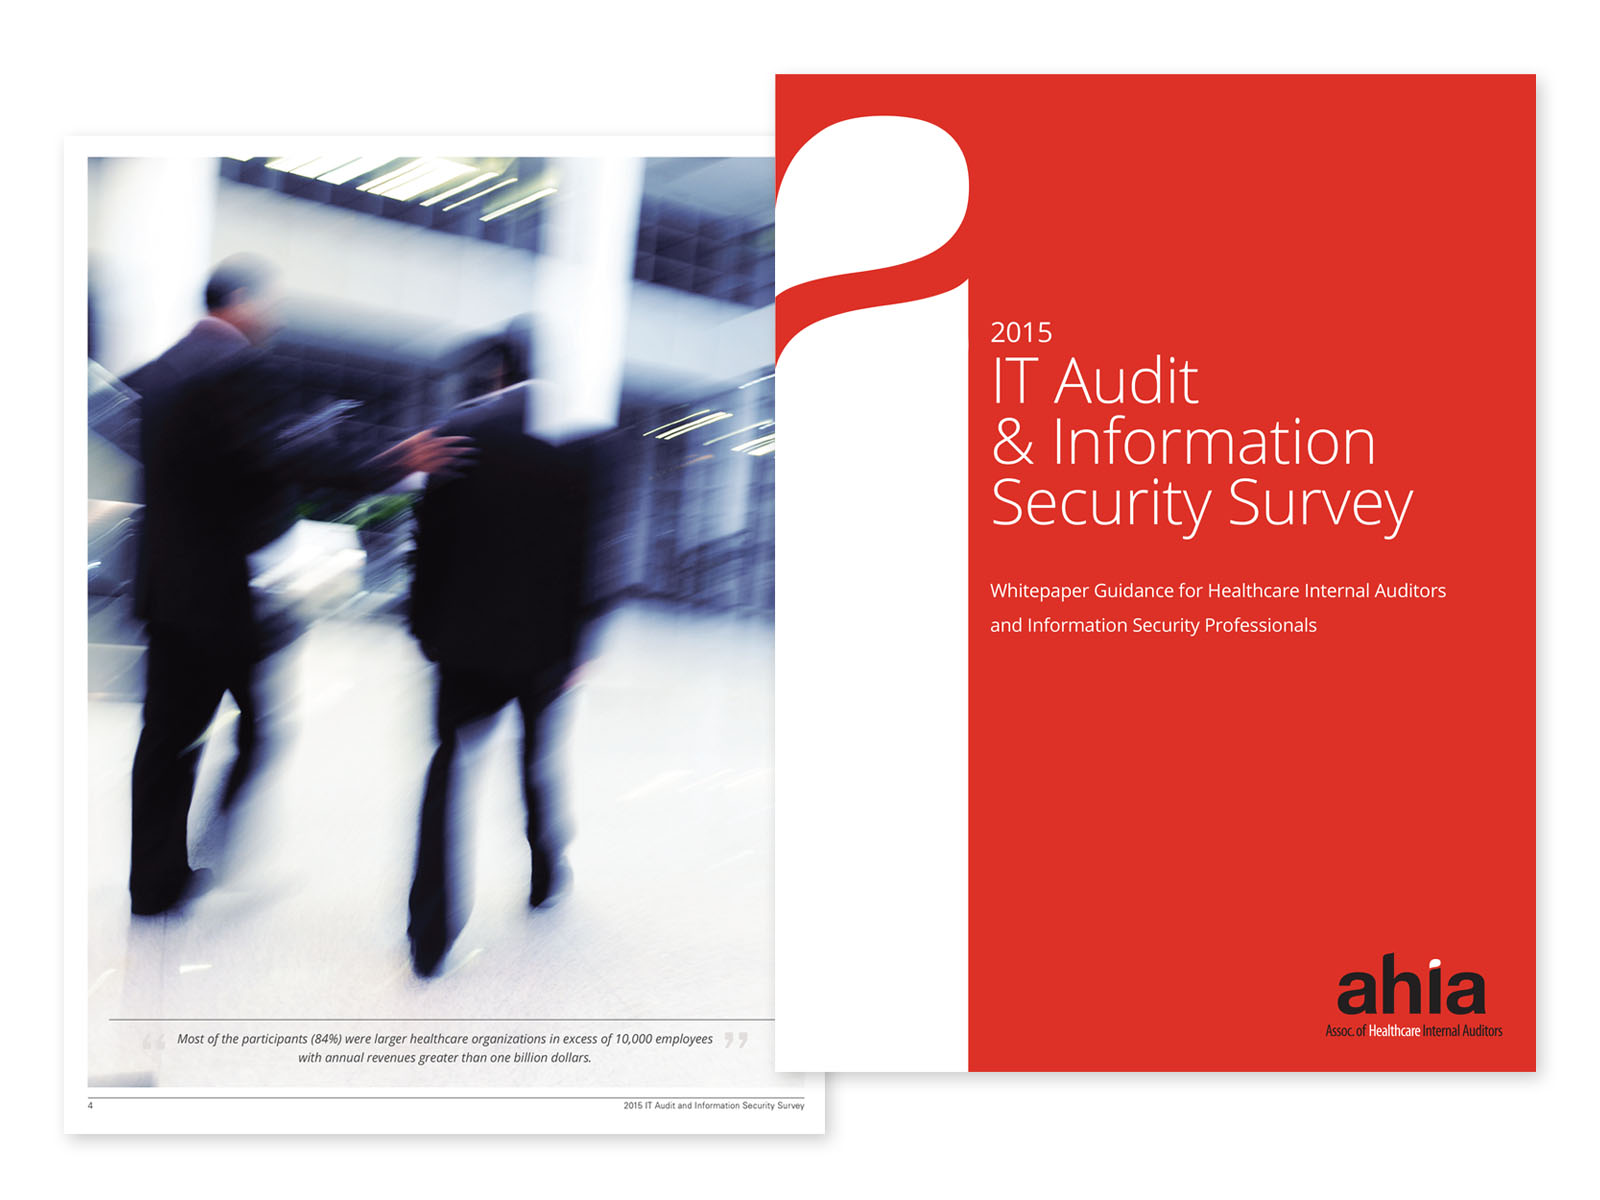 2015
IT Audit
& Information
Security Survey
Whitepaper Guidance for Healthcare Internal Auditors
and Information Security Professionals
ahia
Assoc. of Healthcare Internal Auditors
“ Most of the participants (84%) were larger healthcare organizations in excess of 10,000 employees ”
with annual revenues greater than one billion dollars.
4
2015 IT Audit and Information Security Survey